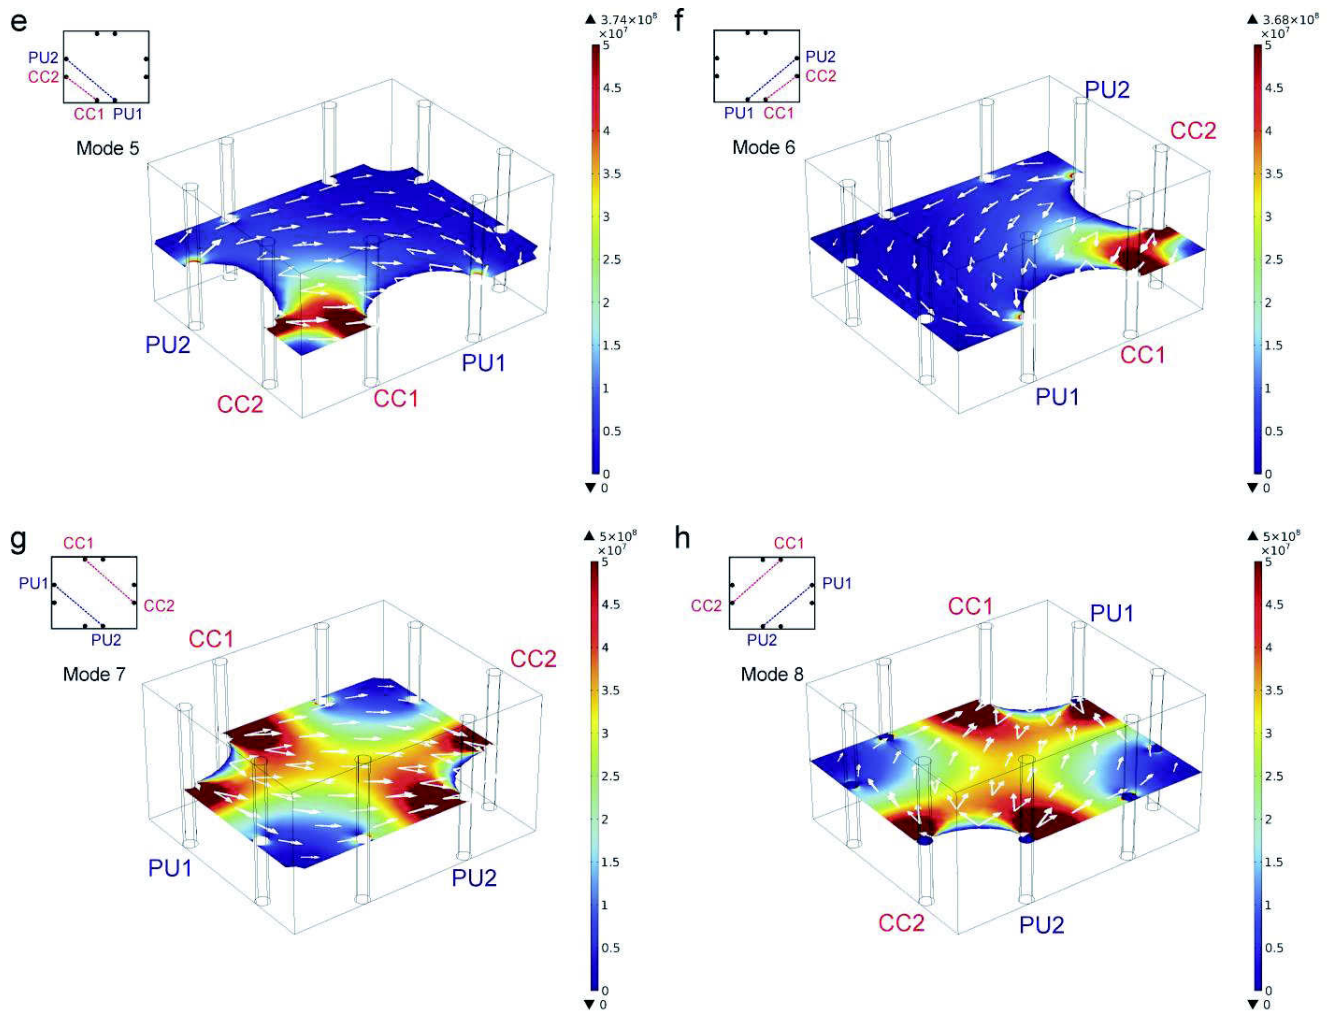 e
PU2
CC2
CC1 PU1
Mode 5
PU2
CC2
CC1
PU1
▲ 3.74×10⁸
×10⁷
5
4.5
4
3.5
3
2.5
2
1.5
1
0.5
0
▼ 0
f
PU2
CC2
PU1 CC1
Mode 6
PU2
CC2
CC1
PU1
▲ 3.68×10⁸
×10⁷
5
4.5
4
3.5
3
2.5
2
1.5
1
0.5
0
▼ 0
g
CC1
PU1
CC2
PU2
Mode 7
CC1
CC2
PU1
PU2
▲ 5×10⁸
×10⁷
5
4.5
4
3.5
3
2.5
2
1.5
1
0.5
0
▼ 0
h
CC1
PU1
CC2
PU2
Mode 8
CC1
PU1
CC2
PU2
▲ 5×10⁸
×10⁷
5
4.5
4
3.5
3
2.5
2
1.5
1
0.5
0
▼ 0